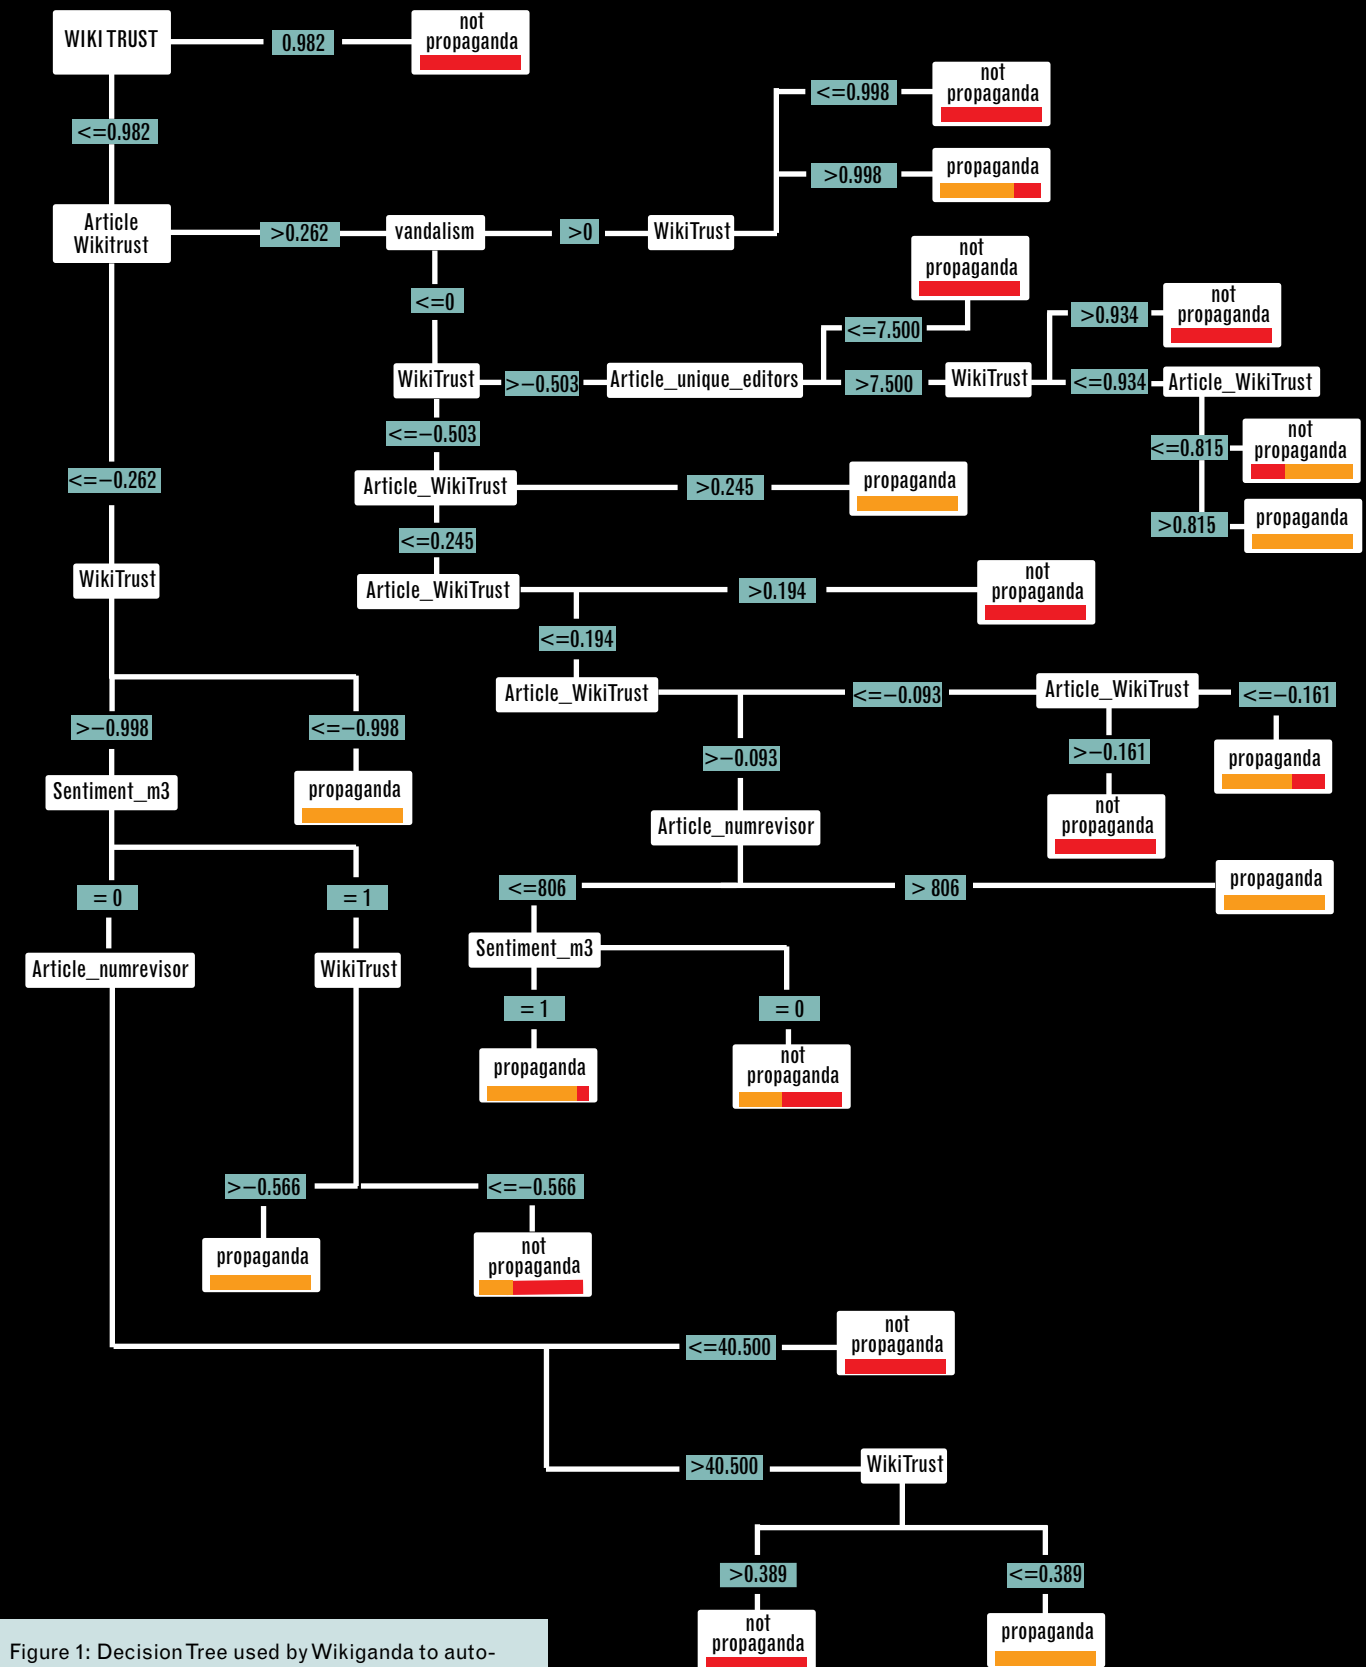 WIKI TRUST
0.982
not
propaganda
<=0.982
<=0.998
not
propaganda
>0.998
propaganda
Article
Wikitrust
>0.262
vandalism
>0
WikiTrust
<=0
not
propaganda
<=7.500
>0.934
not
propaganda
WikiTrust
>−0.503
Article_unique_editors
>7.500
WikiTrust
<=0.934
Article_WikiTrust
<=−0.503
<=0.815
not
propaganda
<=−0.262
Article_WikiTrust
>0.245
propaganda
>0.815
propaganda
<=0.245
WikiTrust
Article_WikiTrust
>0.194
not
propaganda
<=0.194
Article_WikiTrust
<=−0.093
Article_WikiTrust
<=−0.161
>−0.998
<=−0.998
>−0.093
>−0.161
propaganda
Sentiment_m3
propaganda
Article_numrevisor
not
propaganda
= 0
= 1
<=806
> 806
propaganda
Article_numrevisor
WikiTrust
Sentiment_m3
= 1
= 0
propaganda
not
propaganda
>−0.566
<=−0.566
propaganda
not
propaganda
<=40.500
not
propaganda
>40.500
WikiTrust
>0.389
<=0.389
not
propaganda
propaganda
Figure 1: Decision Tree used by Wikiganda to auto-